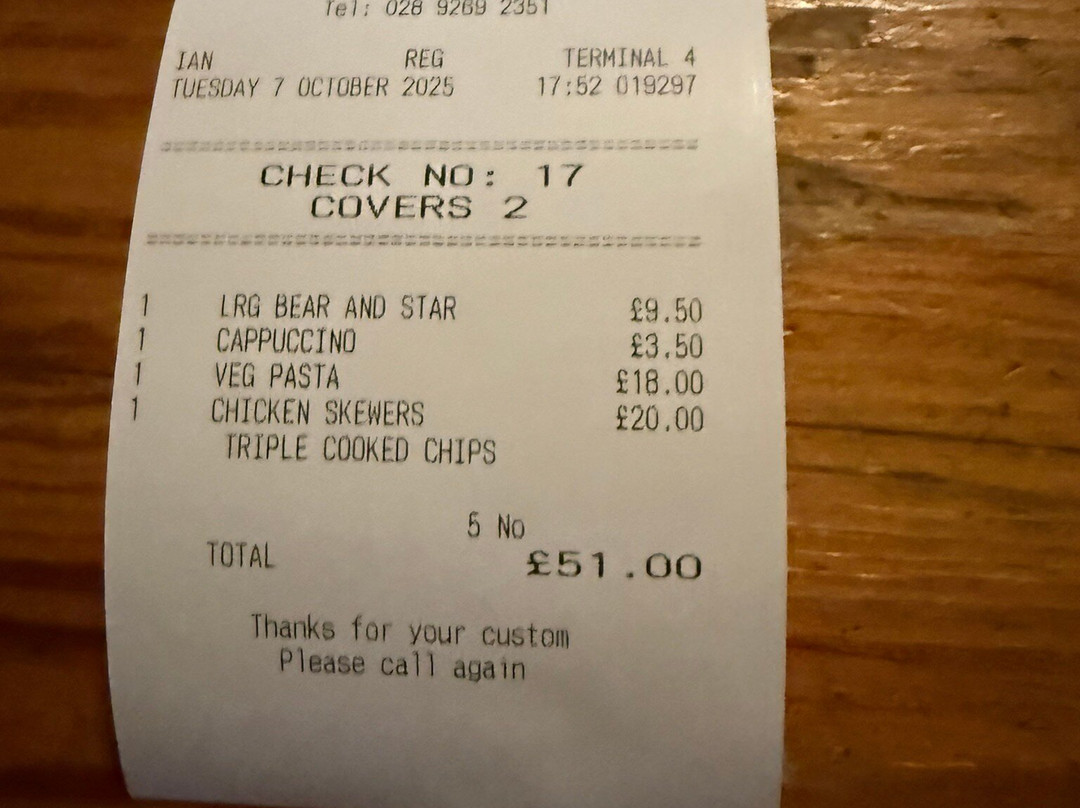 Tel: 028 9269 2351
IAN REG TERMINAL 4
TUESDAY 7 OCTOBER 2025 17:52 019297
CHECK NO: 17
COVERS 2
1 LRG BEAR AND STAR £9.50
1 CAPPUCCINO £3.50
1 VEG PASTA £18.00
1 CHICKEN SKEWERS £20.00
TRIPLE COOKED CHIPS
5 No
TOTAL £51.00
Thanks for your custom
Please call again